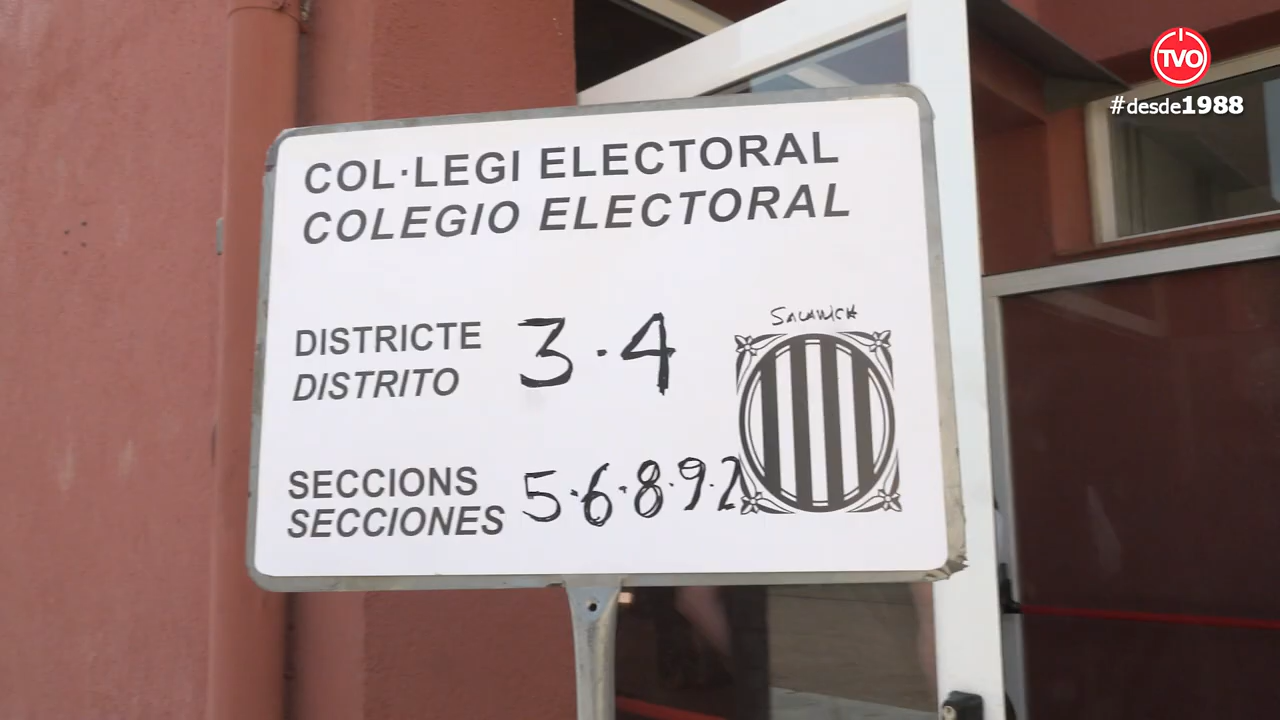 TVO
#desde1988
COL·LEGI ELECTORAL
COLEGIO ELECTORAL
DISTRICTE
DISTRITO
3·4
SECCIONS
SECCIONES
5·6·8·9·2